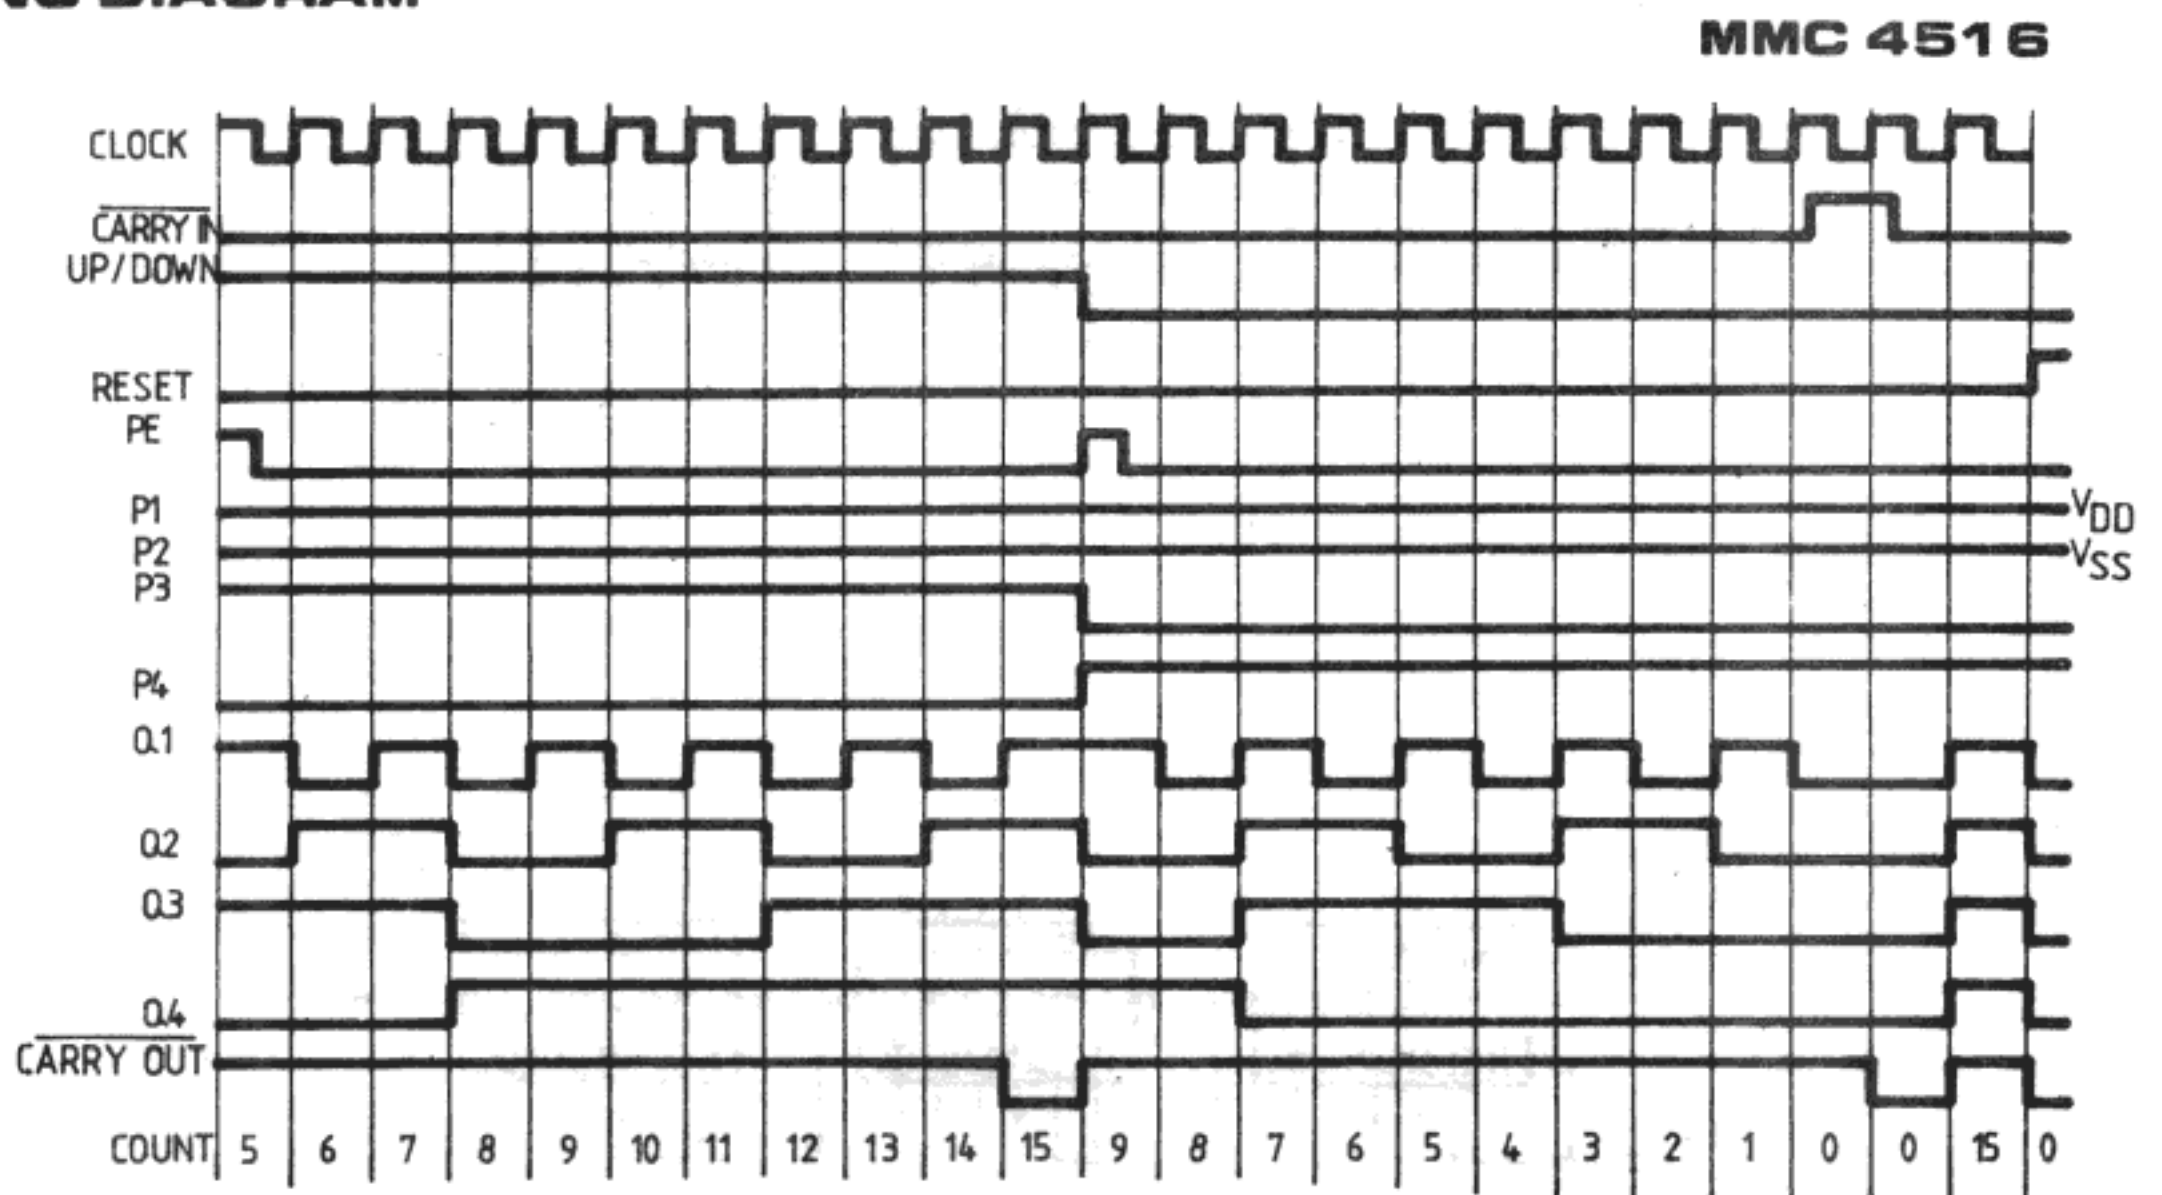 DIAGRAM
MMC 4516
CLOCK
CARRY IN
UP/DOWN
RESET
PE
P1
VDD
P2
VSS
P3
P4
Q1
Q2
Q3
Q4
CARRY OUT
COUNT 5 6 7 8 9 10 11 12 13 14 15 9 8 7 6 5 4 3 2 1 0 0 15 0